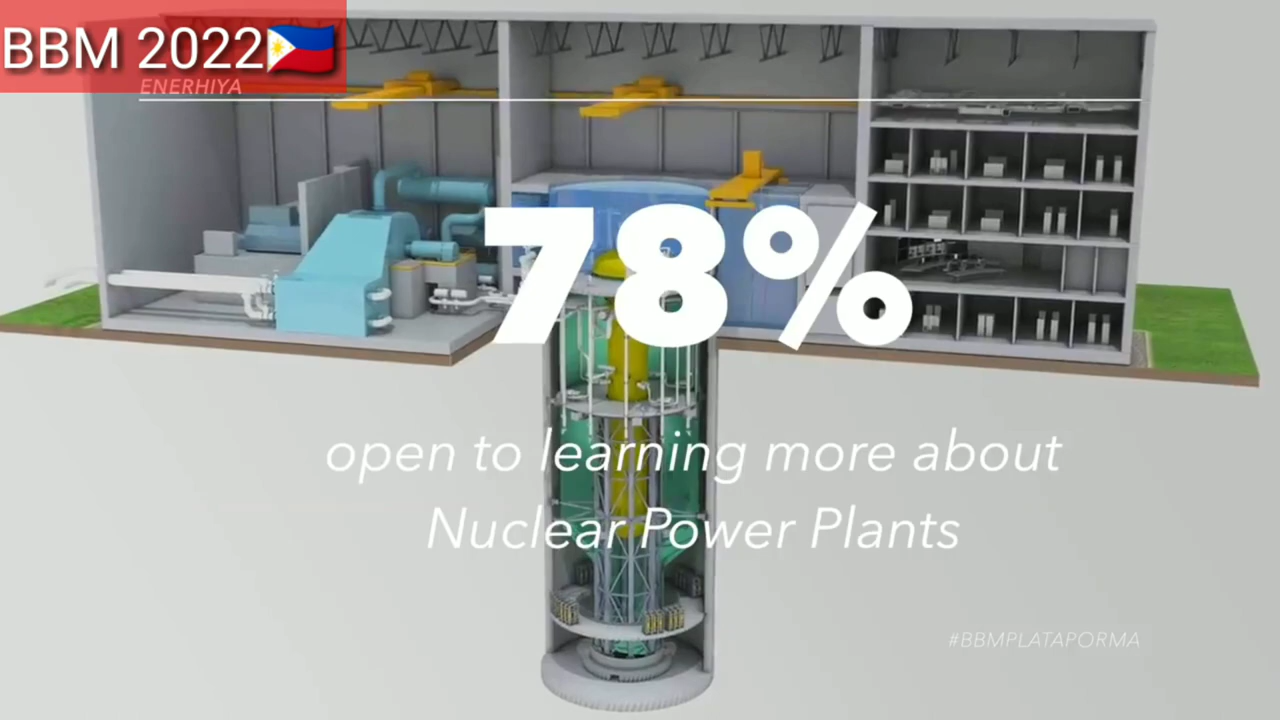 BBM 2022🇵🇭
ENERHIYA
78%
open to learning more about
Nuclear Power Plants
#BBMPLATAPORMA